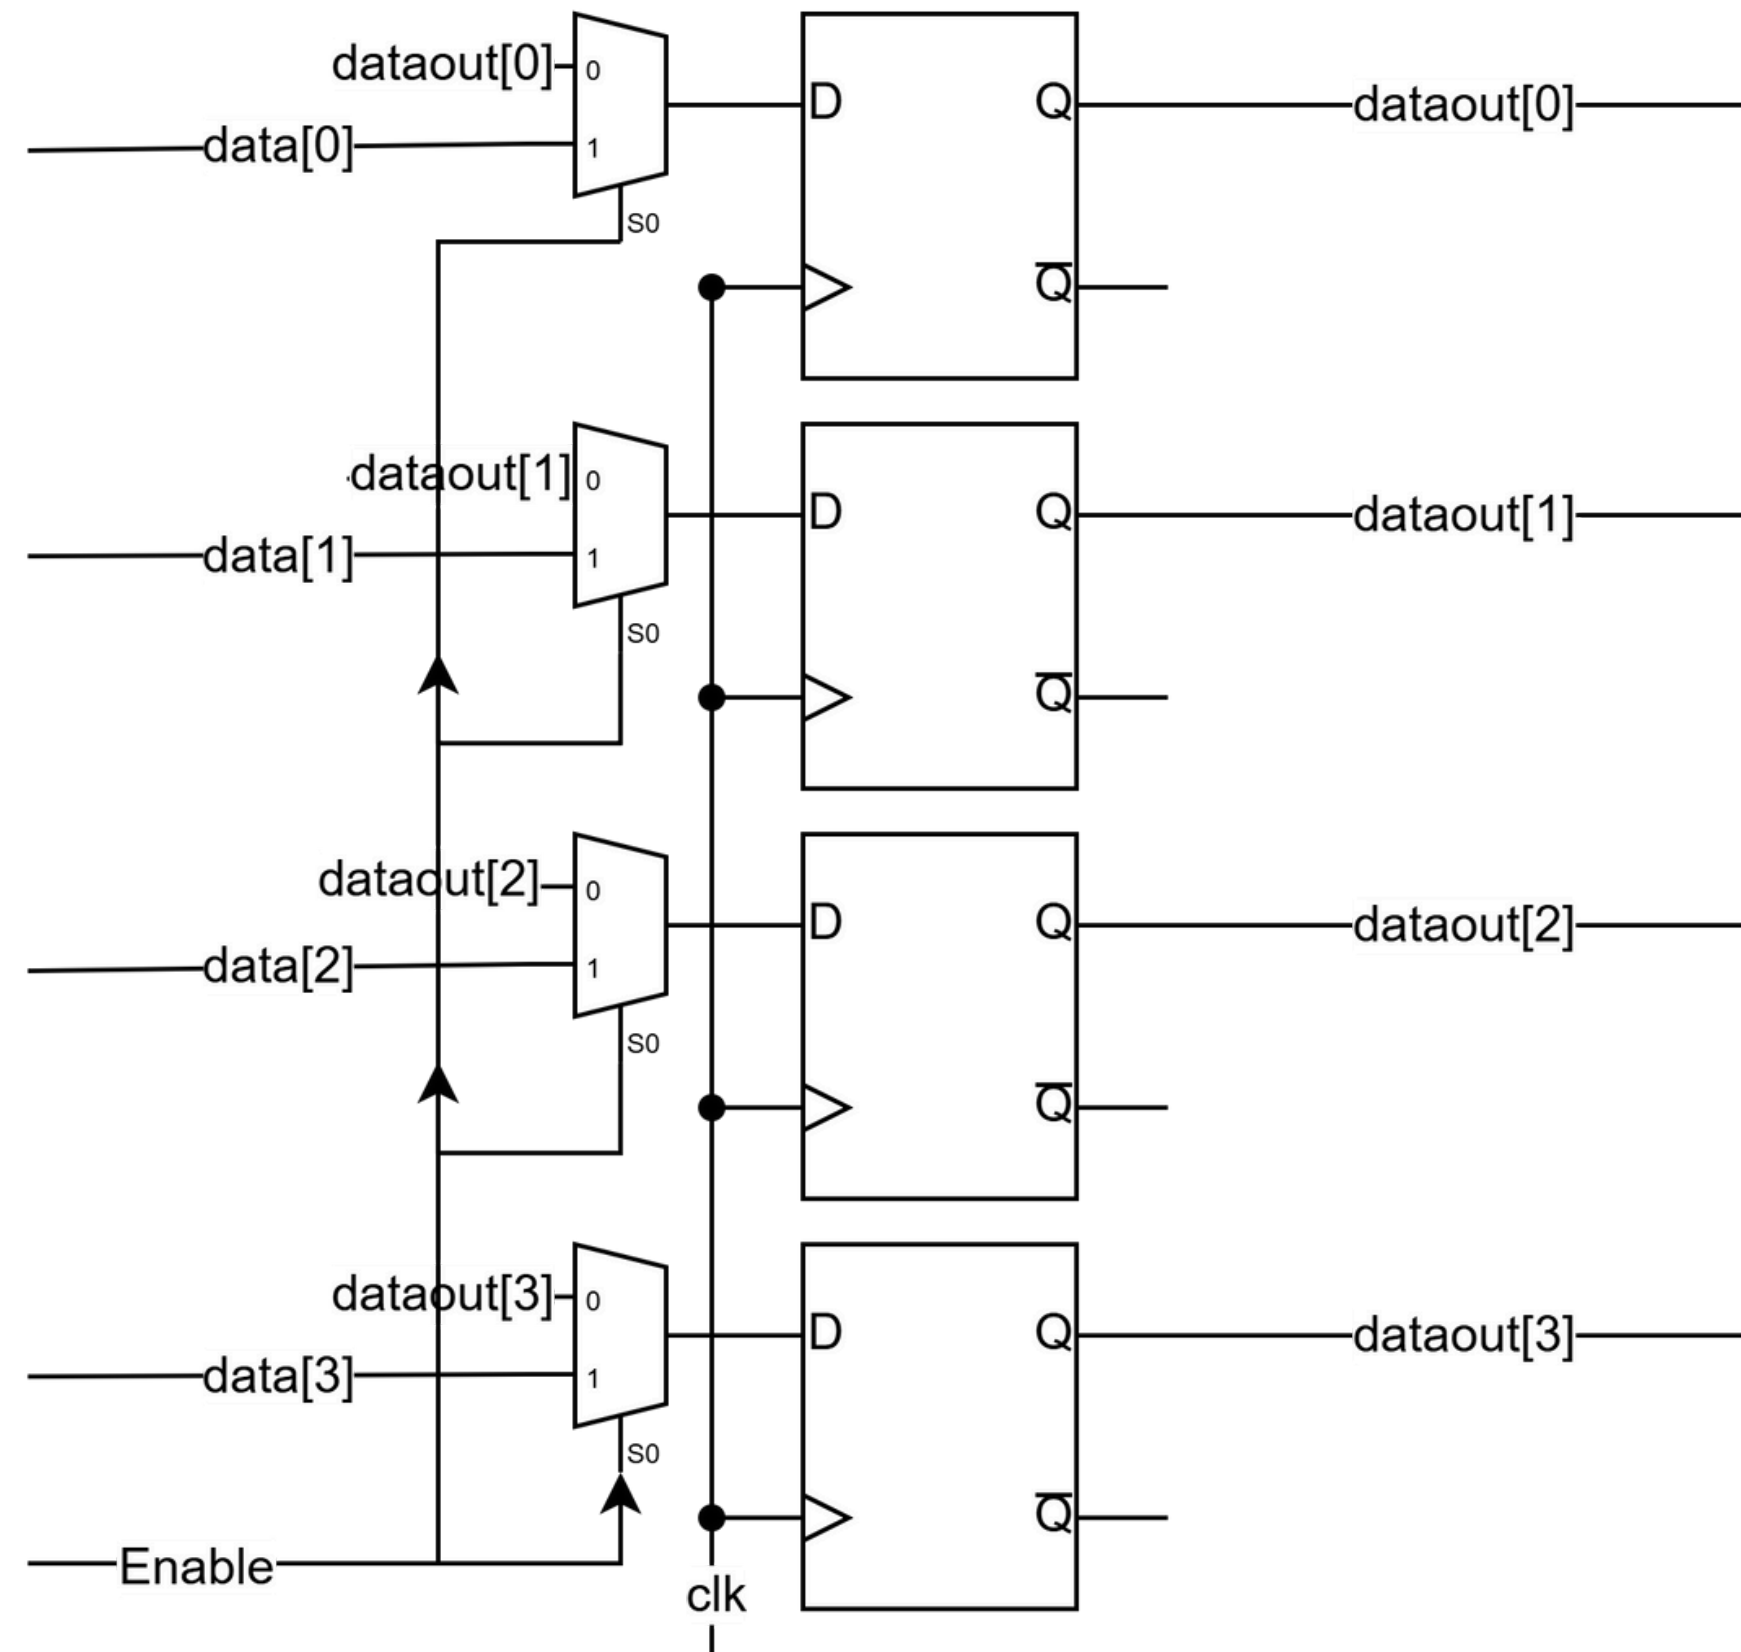 dataout[0]
0
D
Q
dataout[0]
data[0]
1
S0
Q
dataout[1]
0
D
Q
dataout[1]
data[1]
1
S0
Q
dataout[2]
0
D
Q
dataout[2]
data[2]
1
S0
Q
dataout[3]
0
D
Q
dataout[3]
data[3]
1
S0
Q
Enable
clk